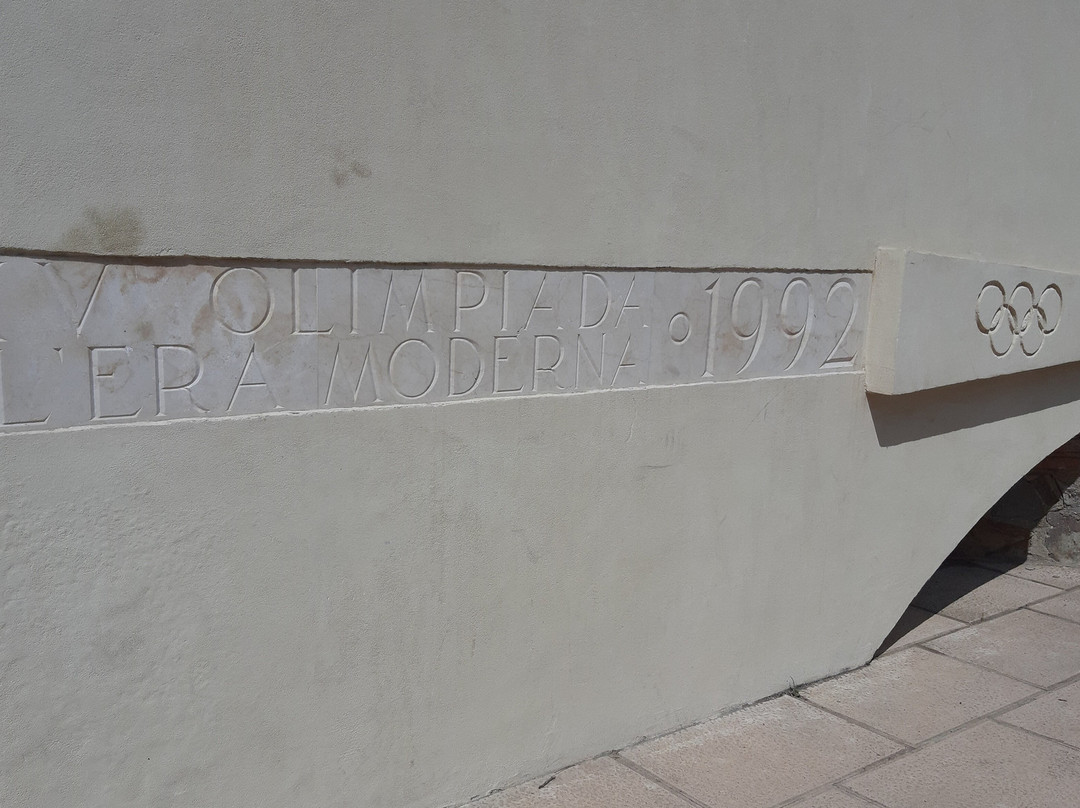 V OLIMPIADA
L'ERA MODERNA
1992